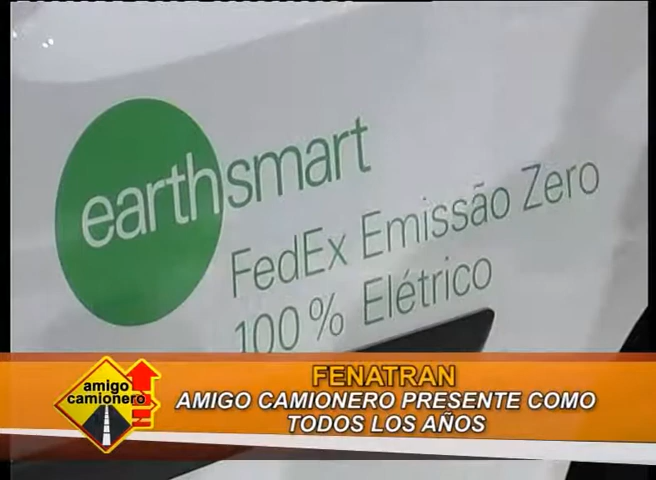 earthsmart
FedEx Emissão Zero
100% Elétrico
FENATRAN
amigo
camionero
AMIGO CAMIONERO PRESENTE COMO
TODOS LOS AÑOS